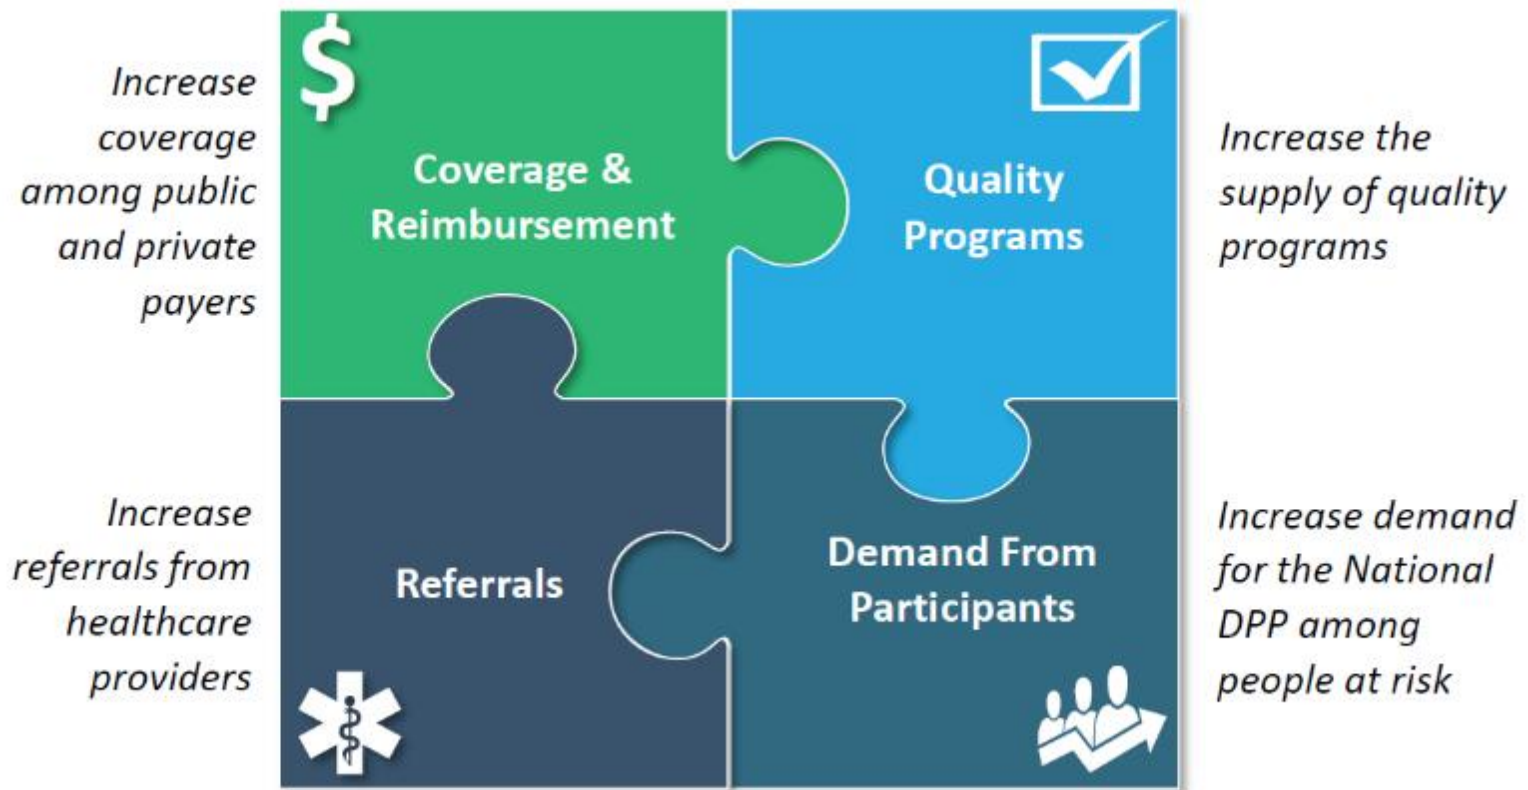 Increase
coverage
among public
and private
payers
$
Coverage &
Reimbursement
Quality
Programs
Increase the
supply of quality
programs
Increase
referrals from
healthcare
providers
Referrals
Demand From
Participants
Increase demand
for the National
DPP among
people at risk